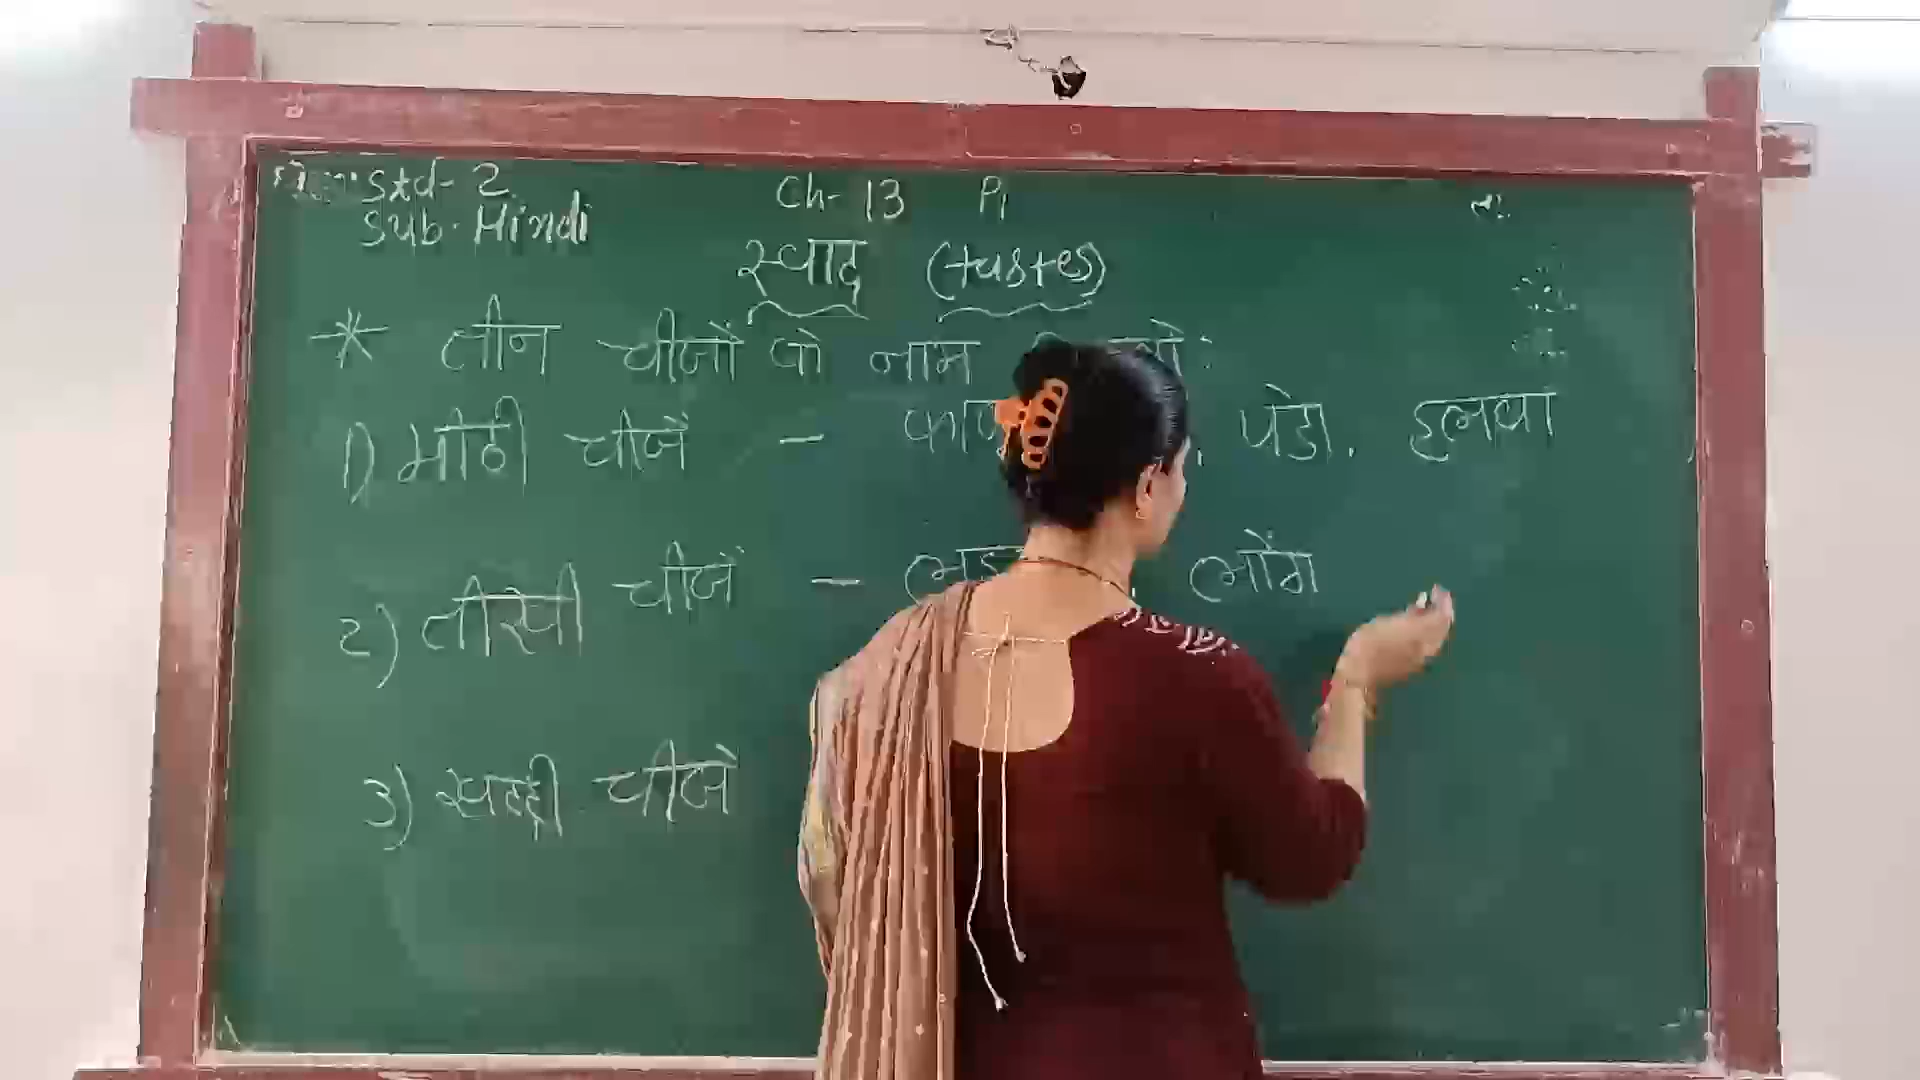 Std- 2
Sub- Hindi
Ch- 13 P1
स्वाद (tastes)
* तीन चीजों के नाम
1) मीठी चीजें - पेडा. हलवा
2) तीखी चीजें - लौंग
3) खट्टी चीजें